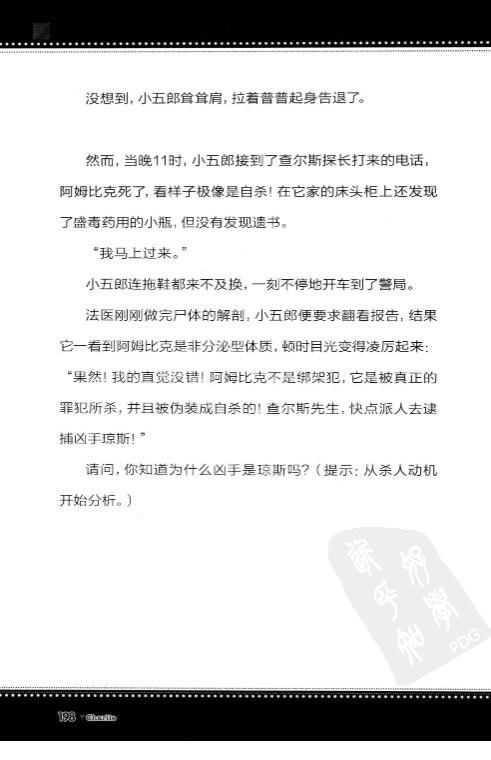 没想到，小五郎耸耸肩，拉着普普起身告退了。
然而，当晚11时，小五郎接到了查尔斯探长打来的电话，
阿姆比克死了，看样子极像是自杀！在它家的床头柜上还发现
了盛毒药用的小瓶，但没有发现遗书。
“我马上过来。”
小五郎连拖鞋都来不及换，一刻不停地开车到了警局。
法医刚刚做完尸体的解剖，小五郎便要求翻看报告，结果
它一看到阿姆比克是非分泌型体质，顿时目光变得凌厉起来：
“果然！我的直觉没错！阿姆比克不是绑架犯，它是被真正的
罪犯所杀，并且被伪装成自杀的！查尔斯先生，快点派人去逮
捕凶手琼斯！”
请问，你知道为什么凶手是琼斯吗？（提示：从杀人动机
开始分析。）
PDG
198 Charlie